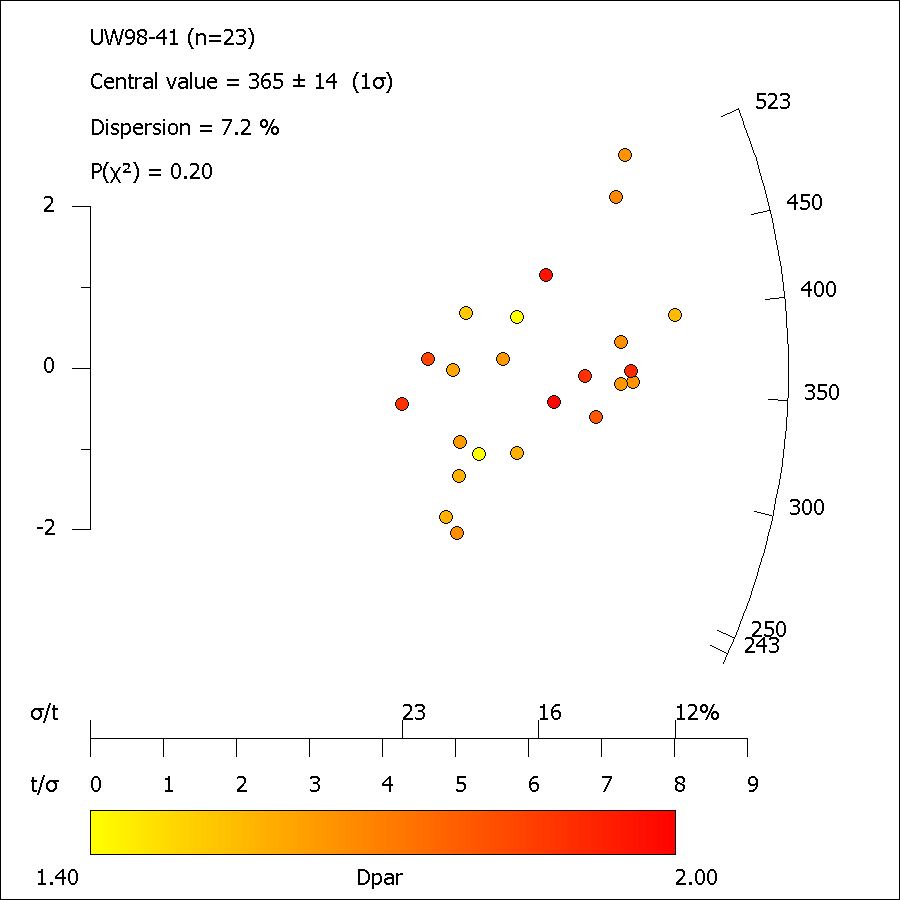 UW98-41 (n=23)
Central value = 365 ± 14 (1σ)
Dispersion = 7.2 %
P(χ²) = 0.20
523
450
400
350
300
250
243
2
0
-2
σ/t 23 16 12%
t/σ 0 1 2 3 4 5 6 7 8 9
1.40 Dpar 2.00